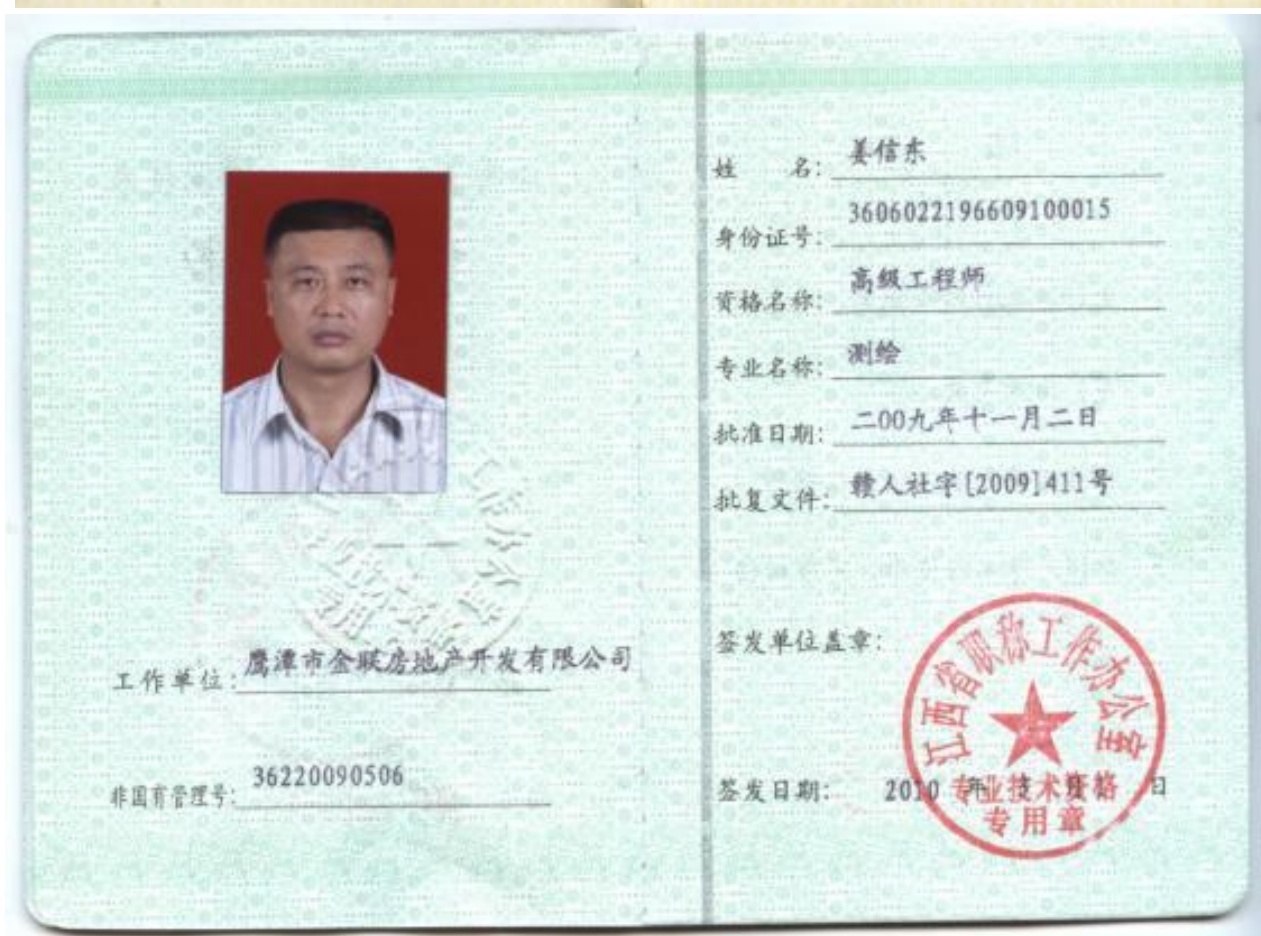 工作单位:鹰潭市金联房地产开发有限公司
非国有管理号:36220090506
姓 名:姜信东
身份证号:3606022196609100015
资格名称:高级工程师
专业名称:测绘
批准日期:二00九年十一月二日
批复文件:赣人社字[2009]411号
签发单位盖章:
江西省职称工作办公室
专业技术资格
专用章
签发日期: 2010 年 月 日